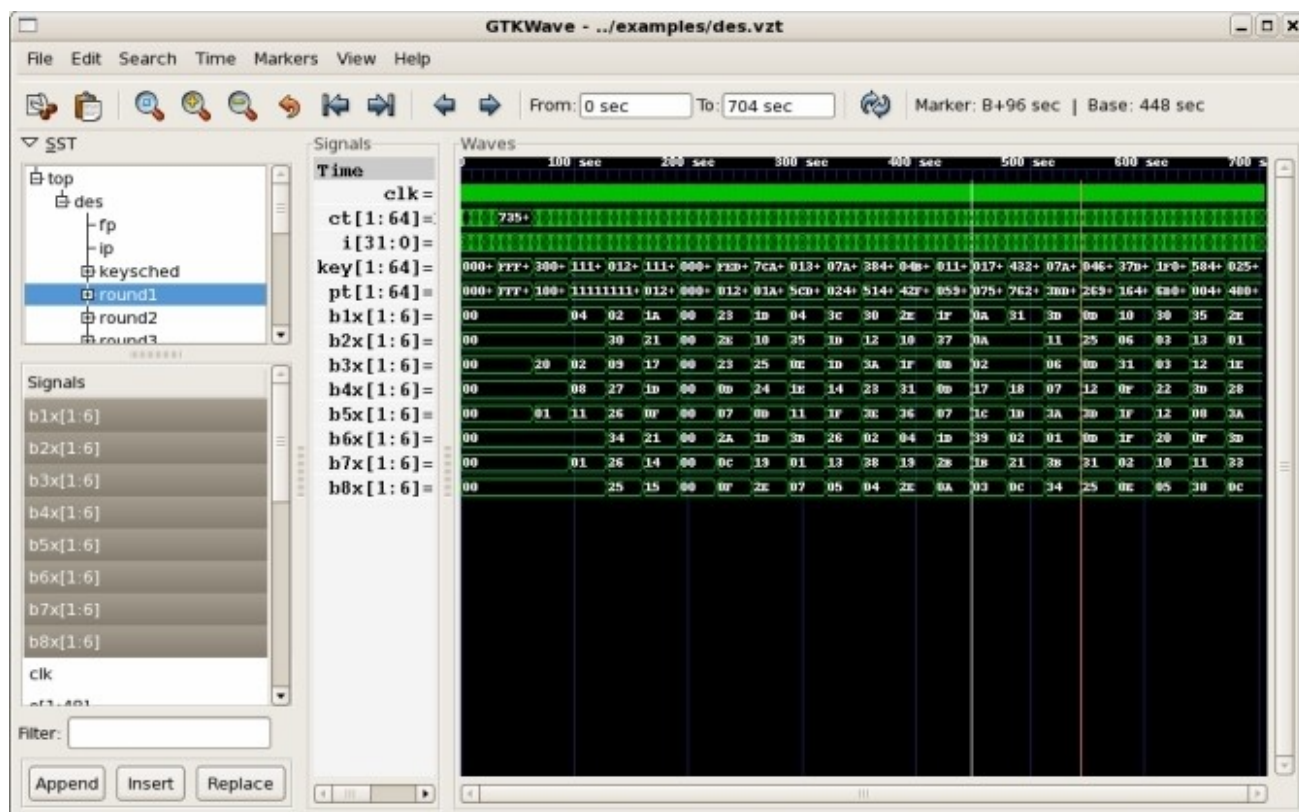 GTKWave - ../examples/des.vzt
File Edit Search Time Markers View Help
From: 0 sec To: 704 sec Marker: B+96 sec | Base: 448 sec
SST
top
des
fp
ip
keysched
round1
round2
round3
Signals
b1x[1:6]
b2x[1:6]
b3x[1:6]
b4x[1:6]
b5x[1:6]
b6x[1:6]
b7x[1:6]
b8x[1:6]
clk
Filter:
Append Insert Replace
Signals
Time
clk=
ct[1:64]=
i[31:0]=
key[1:64]=
pt[1:64]=
b1x[1:6]=
b2x[1:6]=
b3x[1:6]=
b4x[1:6]=
b5x[1:6]=
b6x[1:6]=
b7x[1:6]=
b8x[1:6]=
Waves
100 sec 200 sec 300 sec 400 sec 500 sec 600 sec 700 s
735+
000+ FFF+ 300+ 111+ 012+ 111+ 000+ FED+ 7CA+ 013+ 07A+ 384+ 04B+ 011+ 017+ 432+ 07A+ 046+ 37D+ 1F0+ 584+ 025+
000+ FFF+ 100+ 11111111+ 012+ 000+ 012+ 01A+ 5CD+ 024+ 514+ 42F+ 059+ 075+ 762+ 3BD+ 269+ 164+ 6B0+ 004+ 480+
00 04 02 1A 00 23 1D 04 3C 30 2E 1F 0A 31 3D 0D 10 30 35 2E
00 30 21 00 2E 10 35 1D 12 10 37 0A 11 25 06 03 13 01
00 20 02 09 17 00 23 25 0E 1D 3A 1F 0B 02 06 0D 31 03 12 1E
00 08 27 1D 00 0D 24 1E 14 23 31 0D 17 18 07 12 0F 22 3D 28
00 01 11 26 0F 00 07 0D 11 1F 3E 36 07 1C 1D 3A 3D 1F 12 08 3A
00 34 21 00 2A 1D 3B 26 02 04 1D 39 02 01 0D 1F 20 0F 3D
00 01 26 14 00 0C 19 01 13 28 19 2B 1B 21 3B 31 02 10 11 33
00 25 15 00 0F 2E 07 05 04 2E 0A 03 0C 34 25 0E 05 38 0C